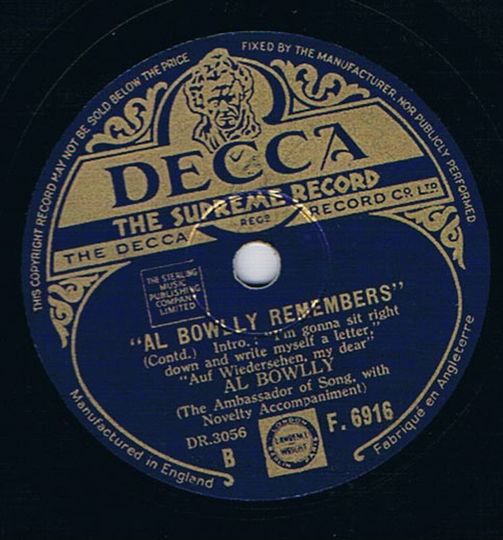 THIS COPYRIGHT RECORD MAY NOT BE SOLD BELOW THE PRICE FIXED BY THE MANUFACTURER, NOR PUBLICLY PERFORMED
DECCA
THE SUPREME RECORD
THE DECCA REGD RECORD CO. LTD
THE STERLING
MUSIC
PUBLISHING
COMPANY
LIMITED
"AL BOWLLY REMEMBERS"
(Contd.) Intro. "I'm gonna sit right
down and write myself a letter,"
"Auf Wiedersehen, my dear"
AL BOWLLY
(The Ambassador of Song, with
Novelty Accompaniment)
DR.3056
B
F. 6916
LONDON
LAWRENCE
WRIGHT
Manufactured in England
Fabriqué en Angleterre